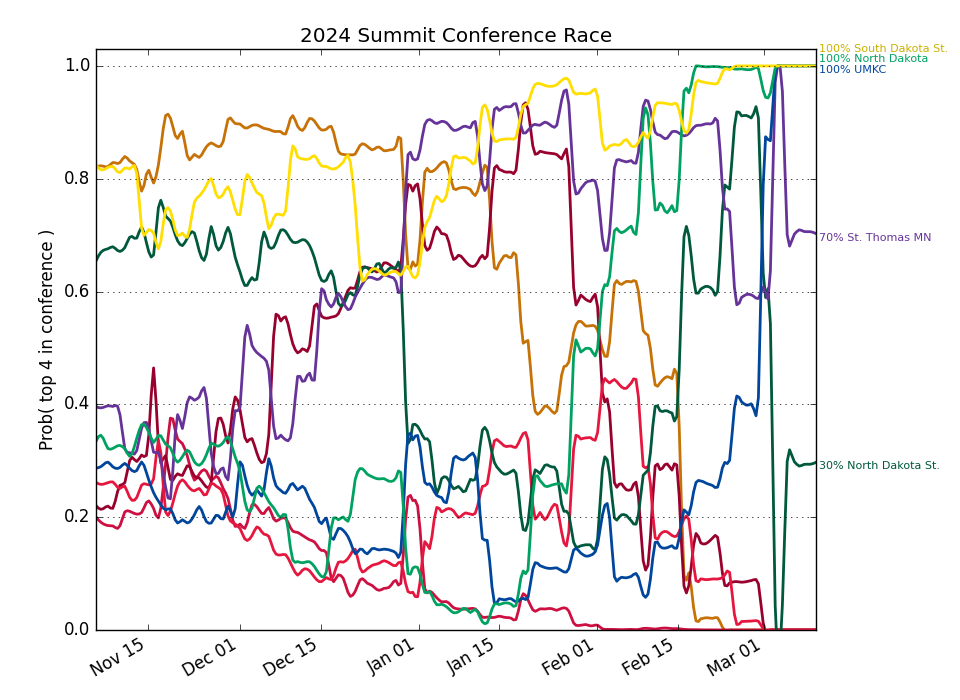 2024 Summit Conference Race
100% South Dakota St.
100% North Dakota
100% UMKC
70% St. Thomas MN
30% North Dakota St.
Prob( top 4 in conference )
1.0
0.8
0.6
0.4
0.2
0.0
Nov 15
Dec 01
Dec 15
Jan 01
Jan 15
Feb 01
Feb 15
Mar 01